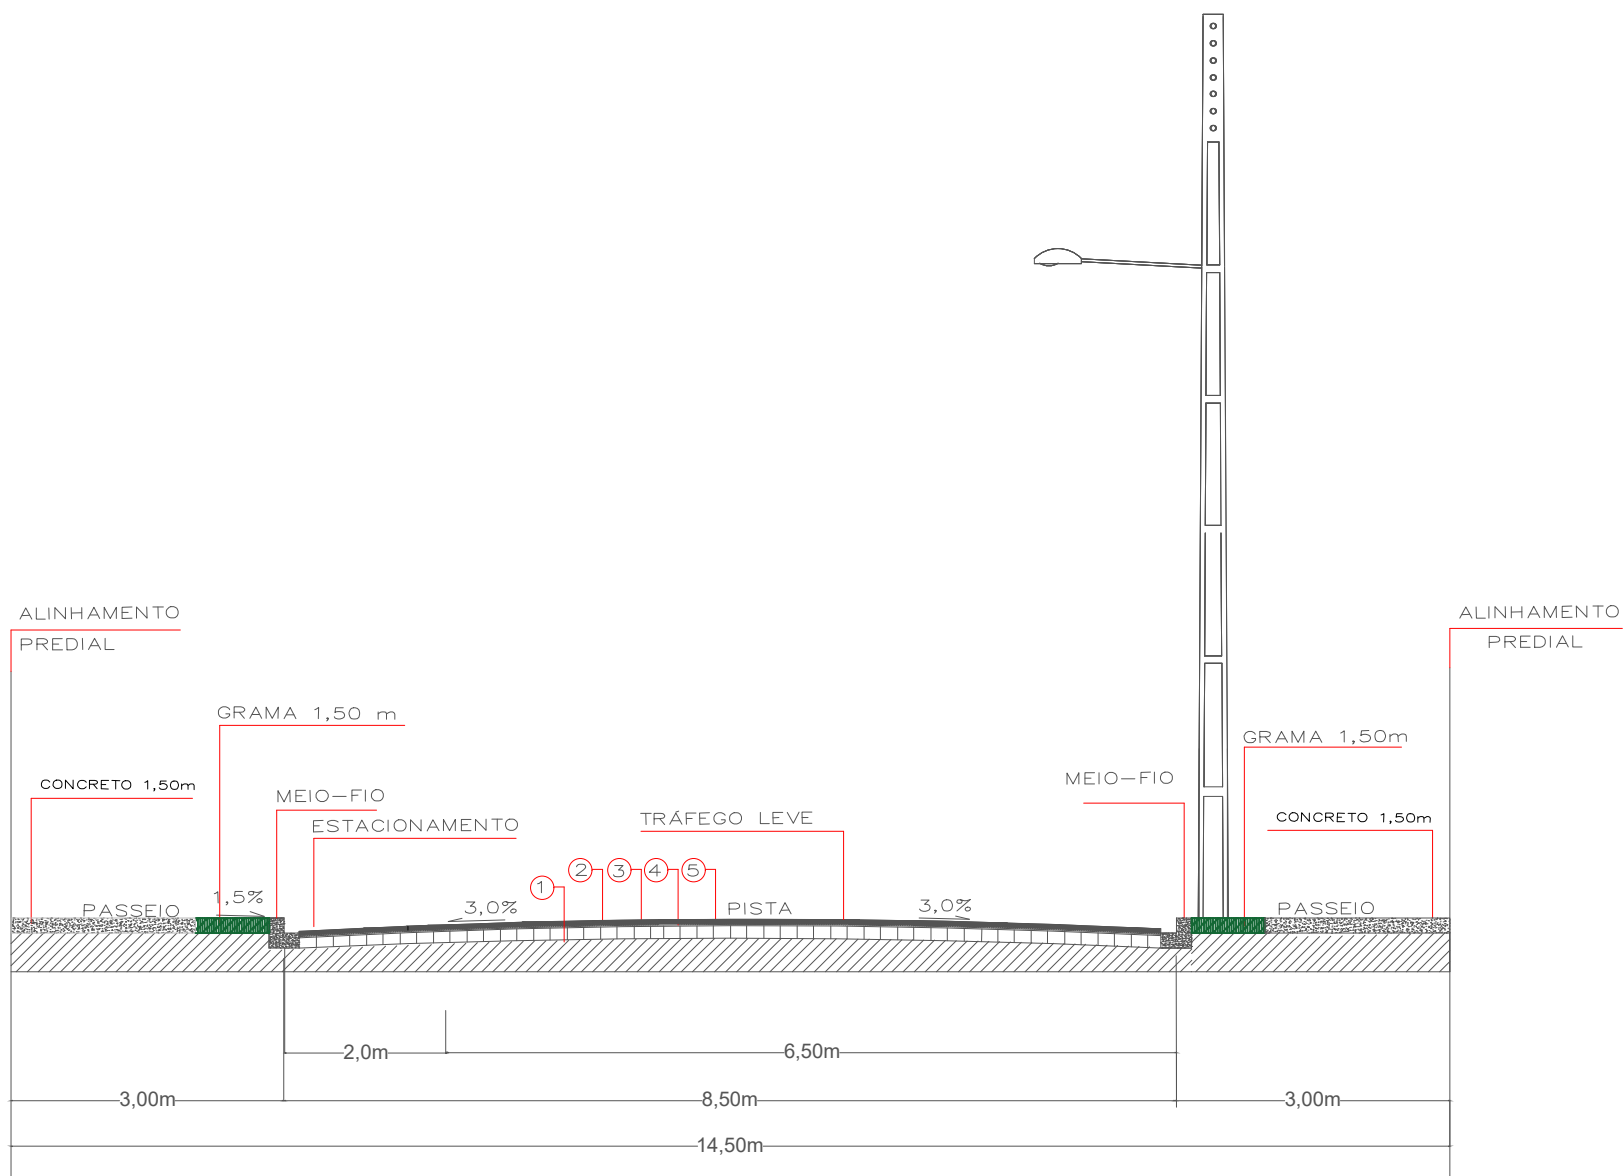 ALINHAMENTO
PREDIAL
ALINHAMENTO
PREDIAL
GRAMA 1,50 m
GRAMA 1,50m
CONCRETO 1,50m
MEIO-FIO
MEIO-FIO
ESTACIONAMENTO
TRÁFEGO LEVE
CONCRETO 1,50m
1
2
3
4
5
PASSEIO
1,5%
3,0%
PISTA
3,0%
PASSEIO
2,0m
6,50m
3,00m
8,50m
3,00m
14,50m